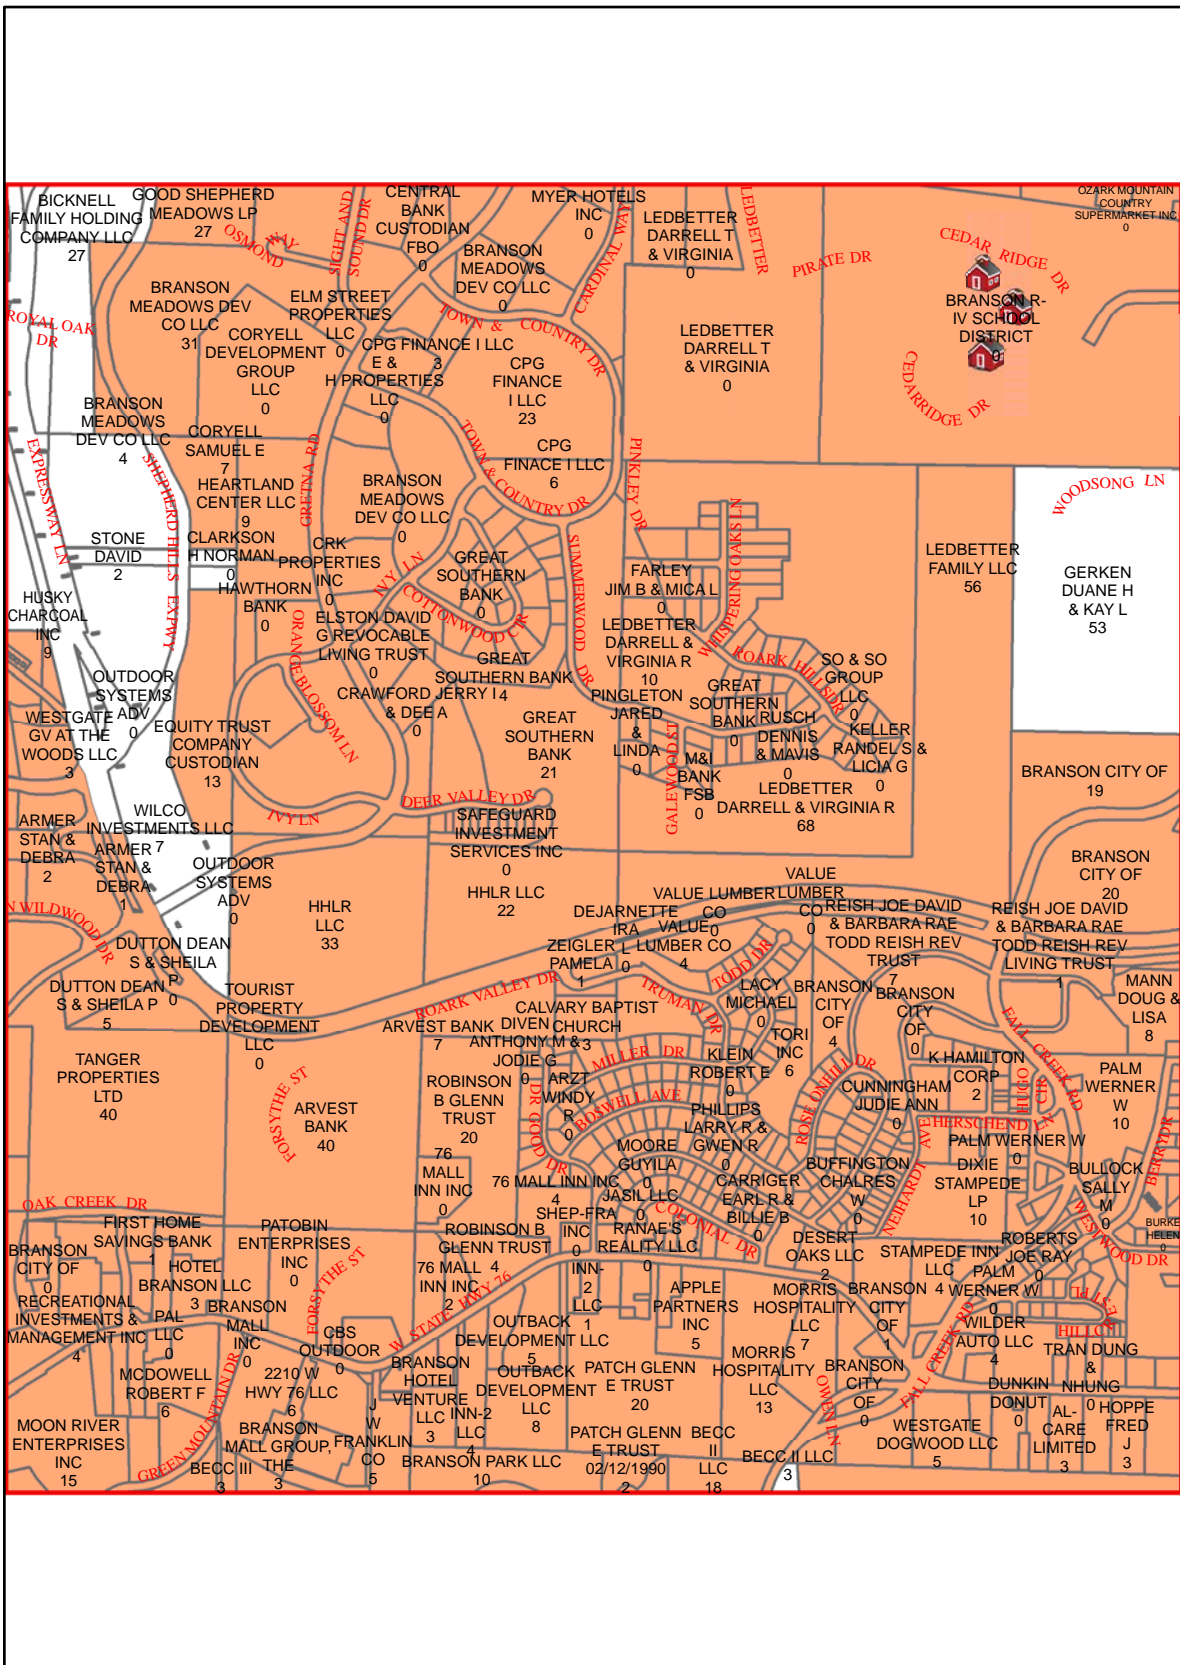 BICKNELL
FAMILY HOLDING
COMPANY LLC
27
GOOD SHEPHERD
MEADOWS LP
27
OSMOND WAY
SIGHT AND
SOUND DR
CENTRAL
BANK
CUSTODIAN
FBO
0
MYER HOTELS
INC
0
CARDINAL WAY
LEDBETTER
DARRELL T
& VIRGINIA
0
LEDBETTER
PIRATE DR
OZARK MOUNTAIN
COUNTRY
SUPERMARKET INC
0
CEDAR RIDGE DR
BRANSON R-
IV SCHOOL
DISTRICT
0
CEDARRIDGE DR
ROYAL OAK
DR
BRANSON
MEADOWS DEV
CO LLC
31
ELM STREET
PROPERTIES
LLC
0
BRANSON
MEADOWS
DEV CO LLC
0
TOWN & COUNTRY DR
CORYELL
DEVELOPMENT
GROUP
LLC
0
CPG FINANCE I LLC
3
E &
H PROPERTIES
LLC
0
CPG
FINANCE
I LLC
23
LEDBETTER
DARRELL T
& VIRGINIA
0
BRANSON
MEADOWS
DEV CO LLC
4
CORYELL
SAMUEL E
7
CPG
FINACE I LLC
6
EXPRESSWAY LN
SHEPHERD HILLS EXPWY
GRETNA RD
TOWN & COUNTRY DR
PINKLEY DR
HEARTLAND
CENTER LLC
9
BRANSON
MEADOWS
DEV CO LLC
0
WOODSONG LN
STONE
DAVID
2
CLARKSON
H NORMAN
0
CRK
PROPERTIES
INC
0
IVY LN
GREAT
SOUTHERN
BANK
0
COTTONWOOD CIR
SUMMERWOOD DR
WHISPERING OAKS LN
FARLEY
JIM B & MICA L
0
LEDBETTER
FAMILY LLC
56
GERKEN
DUANE H
& KAY L
53
HUSKY
CHARCOAL
INC
9
HAWTHORN
BANK
0
ORANGEBLOSSOM LN
ELSTON DAVID
G REVOCABLE
LIVING TRUST
0
LEDBETTER
DARRELL &
VIRGINIA R
10
ROARK HILLS DR
SO & SO
GROUP
LLC
0
OUTDOOR
SYSTEMS
ADV
0
GREAT
SOUTHERN BANK
4
CRAWFORD JERRY I
& DEE A
0
PINGLETON
JARED
&
LINDA
0
GREAT
SOUTHERN
BANK
0
RUSCH
DENNIS
& MAVIS
0
KELLER
RANDEL S &
LICIA G
0
WESTGATE
GV AT THE
WOODS LLC
3
EQUITY TRUST
COMPANY
CUSTODIAN
13
GREAT
SOUTHERN
BANK
21
GALEWOOD ST
M&I
BANK
FSB
0
LEDBETTER
DARRELL & VIRGINIA R
68
BRANSON CITY OF
19
ARMER
STAN &
DEBRA
2
WILCO
INVESTMENTS LLC
7
IVY LN
DEER VALLEY DR
SAFEGUARD
INVESTMENT
SERVICES INC
0
ARMER
STAN &
DEBRA
1
OUTDOOR
SYSTEMS
ADV
0
BRANSON
CITY OF
20
N WILDWOOD DR
HHLR
LLC
33
HHLR LLC
22
DEJARNETTE
IRA
L
0
VALUE LUMBER
CO
0
VALUE
LUMBER
CO
0
VALUE
LUMBER CO
4
REISH JOE DAVID
& BARBARA RAE
TODD REISH REV
TRUST
7
REISH JOE DAVID
& BARBARA RAE
TODD REISH REV
LIVING TRUST
1
DUTTON DEAN
S & SHEILA
P
0
ZEIGLER
PAMELA
1
TODD DR
DUTTON DEAN
S & SHEILA P
5
TOURIST
PROPERTY
DEVELOPMENT
LLC
0
ROARK VALLEY DR
TRUMAN DR
LACY
MICHAEL
0
BRANSON
CITY
OF
4
BRANSON
CITY
OF
0
MANN
DOUG &
LISA
8
ARVEST BANK
7
CALVARY BAPTIST
CHURCH
3
DIVEN
ANTHONY M &
JODIE G
0
TORI
INC
6
FALL CREEK RD
TANGER
PROPERTIES
LTD
40
FORSYTHE ST
ARVEST
BANK
40
ROBINSON
B GLENN
TRUST
20
DR GOOD DR
MILLER DR
ARZT
WINDY
R
0
BOSWELL AVE
KLEIN
ROBERT E
0
ROSE ONEILL DR
CUNNINGHAM
JUDIE ANN
0
K HAMILTON
CORP
2
HUGO CIR
PALM
WERNER
W
10
PHILLIPS
LARRY R &
GWEN R
0
HERSCHEND LN
PALM WERNER W
0
BERRY DR
76
MALL
INN INC
0
76 MALL INN INC
4
MOORE
GUYILA
0
CARRIGER
EARL R &
BILLIE B
0
BUFFINGTON
CHALRES
W
0
NEIHARDT AVE
DIXIE
STAMPEDE
LP
10
BULLOCK
SALLY
M
0
OAK CREEK DR
FIRST HOME
SAVINGS BANK
1
PATOBIN
ENTERPRISES
INC
0
ROBINSON B
GLENN TRUST
4
SHEP-FRA
INC
0
JASIL LLC
0
RANAE'S
REALITY LLC
0
COLONIAL DR
DESERT
OAKS LLC
2
STAMPEDE INN
LLC
4
ROBERTS
JOE RAY
0
WESTWOOD DR
BURKE
HELEN
0
BRANSON
CITY OF
0
HOTEL
BRANSON LLC
3
FORSYTHE ST
76 MALL
INN INC
2
W STATE HWY 76
INN-
2
LLC
1
APPLE
PARTNERS
INC
5
MORRIS
HOSPITALITY
LLC
7
BRANSON
CITY
OF
1
PALM
WERNER W
0
HILLCREST PL
RECREATIONAL
INVESTMENTS &
MANAGEMENT INC
4
PAL
LLC
0
BRANSON
MALL
INC
0
CBS
OUTDOOR
0
OUTBACK
DEVELOPMENT LLC
5
WILDER
AUTO LLC
4
TRAN DUNG
&
NHUNG
0
MCDOWELL
ROBERT F
6
GREEN MOUNTAIN DR
2210 W
HWY 76 LLC
6
BRANSON
HOTEL
VENTURE
LLC
3
OUTBACK
DEVELOPMENT
LLC
8
PATCH GLENN
E TRUST
20
MORRIS
HOSPITALITY
LLC
13
OWEN LN
BRANSON
CITY
OF
0
FALL CREEK RD
DUNKIN
DONUT
0
MOON RIVER
ENTERPRISES
INC
15
BRANSON
MALL GROUP,
THE
3
J
W
FRANKLIN
CO
5
INN-2
LLC
4
PATCH GLENN
E TRUST
02/12/1990
2
BECC
II
LLC
18
WESTGATE
DOGWOOD LLC
5
AL-
CARE
LIMITED
3
HOPPE
FRED
J
3
BECC III
3
BRANSON PARK LLC
10
BECC II LLC
3